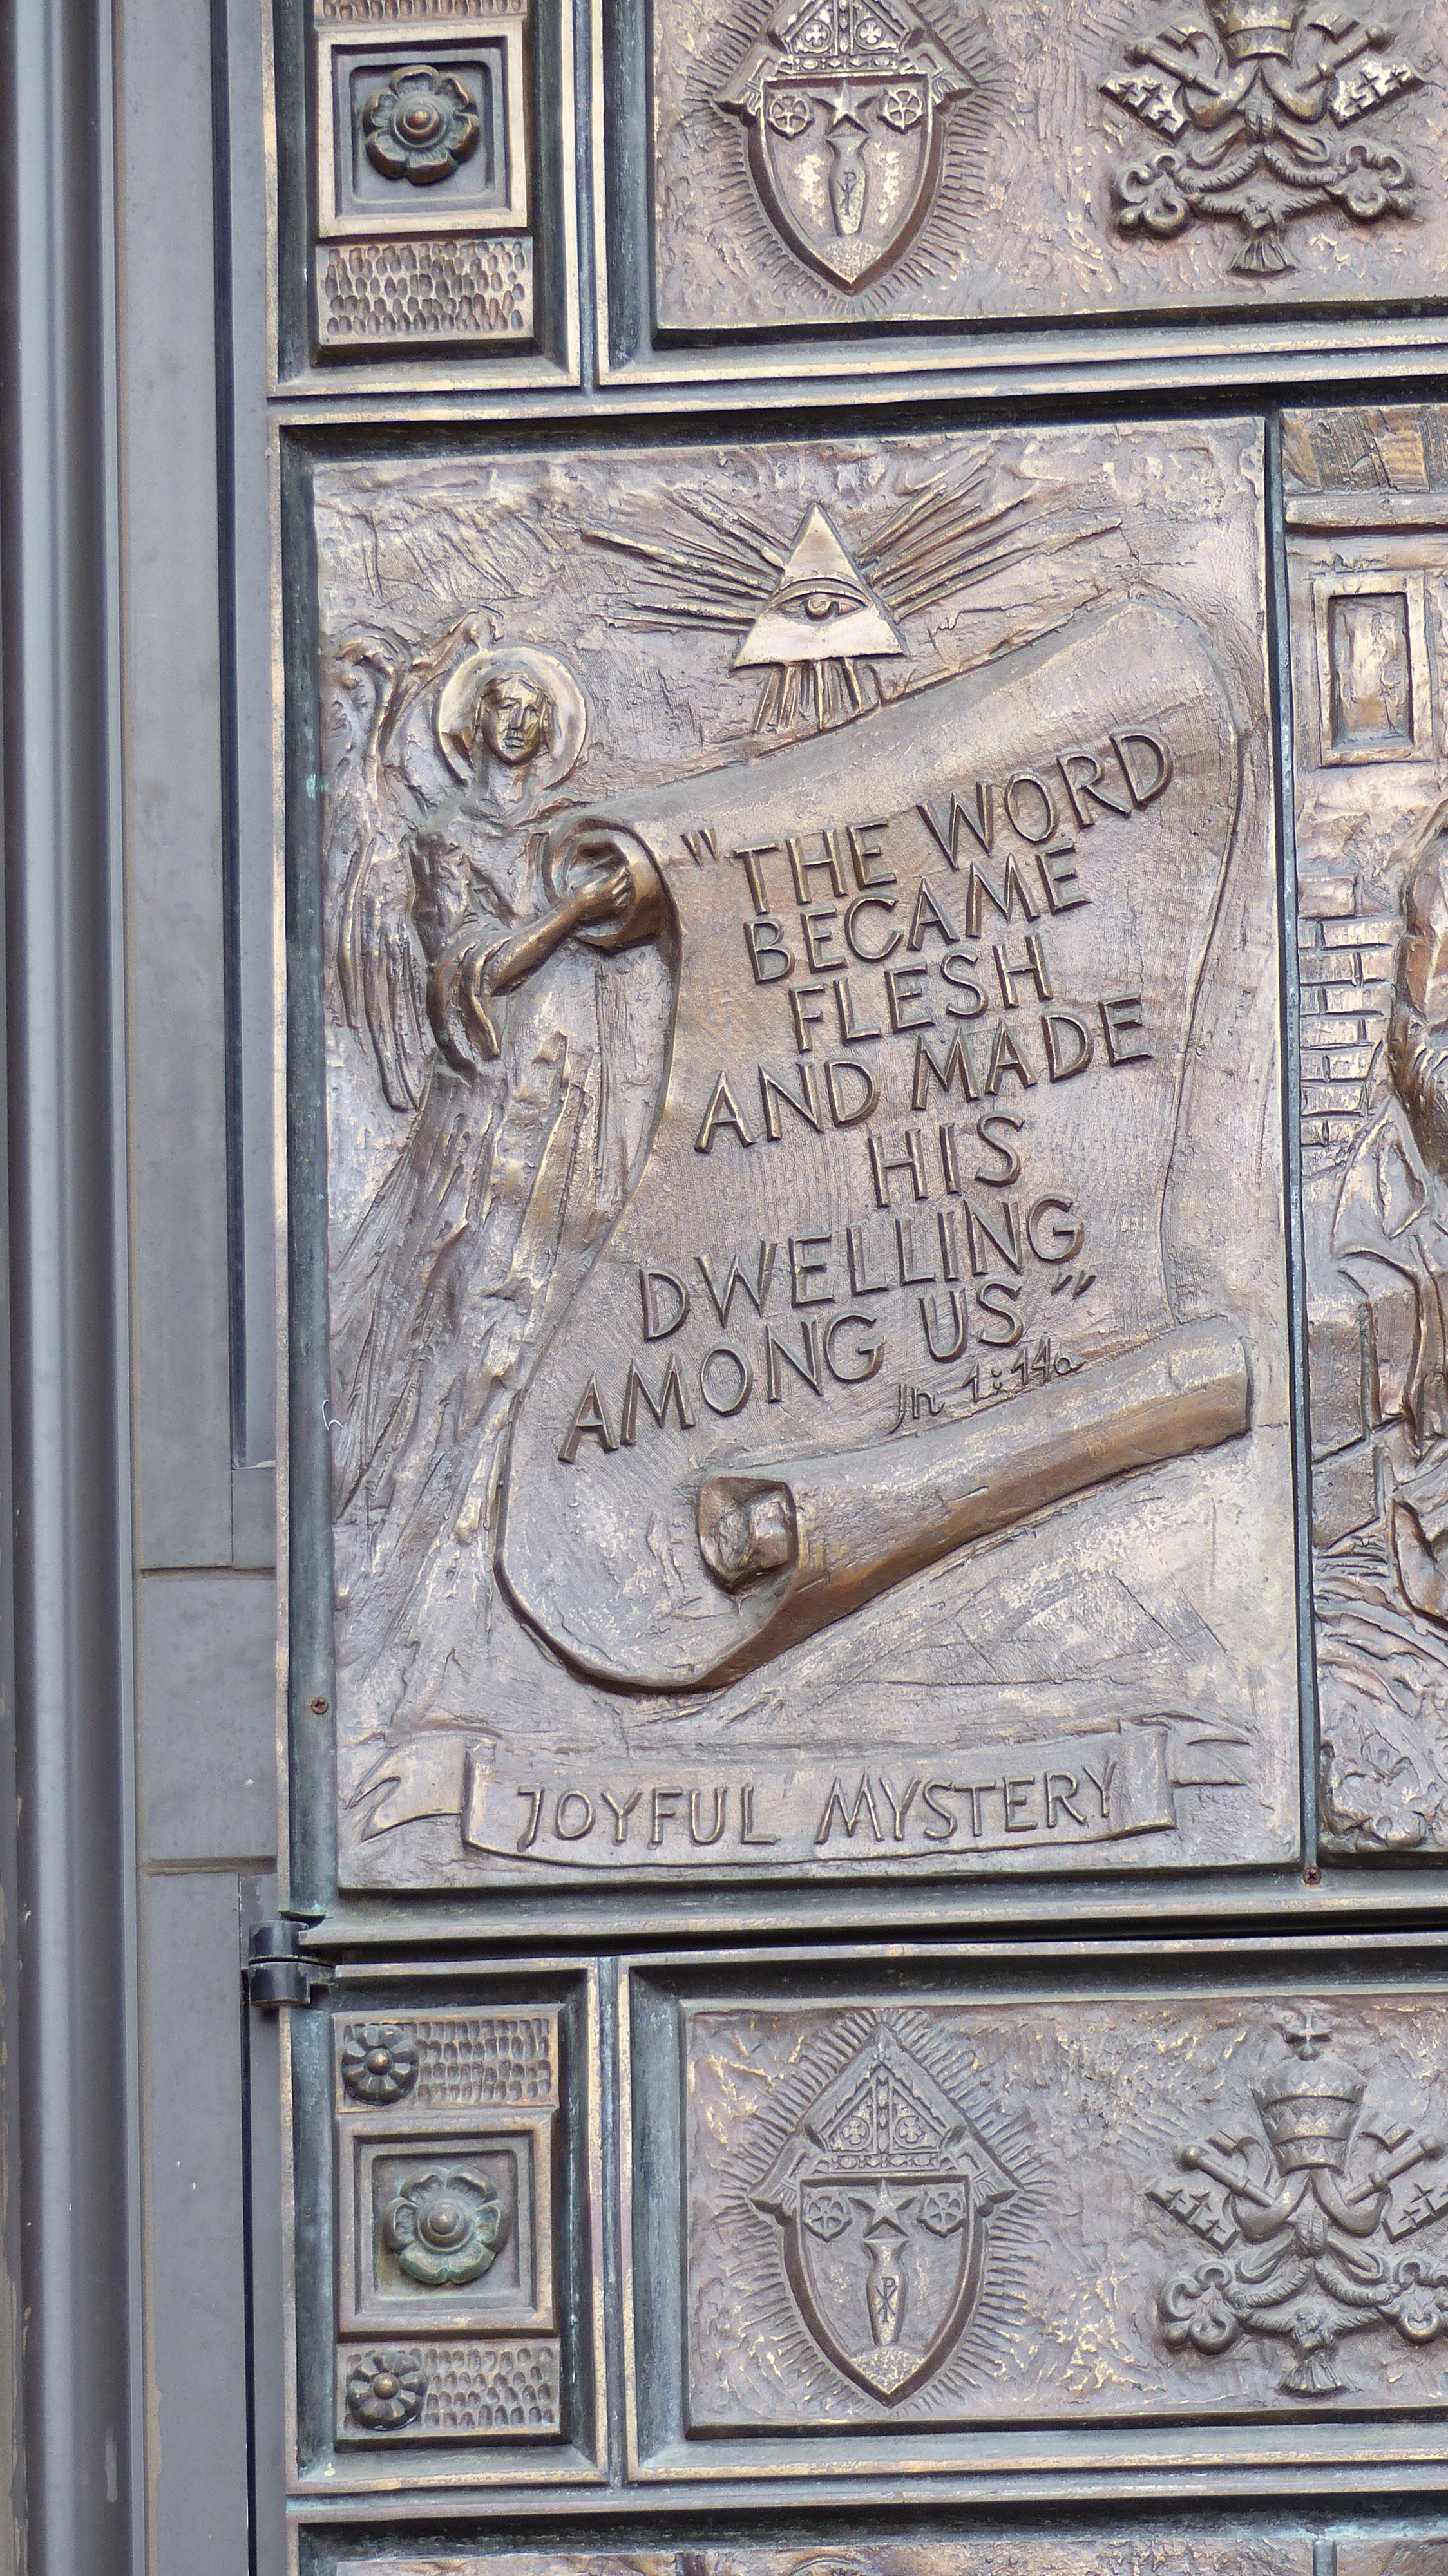 "THE WORD
BECAME
FLESH
AND MADE
HIS
DWELLING
AMONG US"
Jn 1:14a
JOYFUL MYSTERY